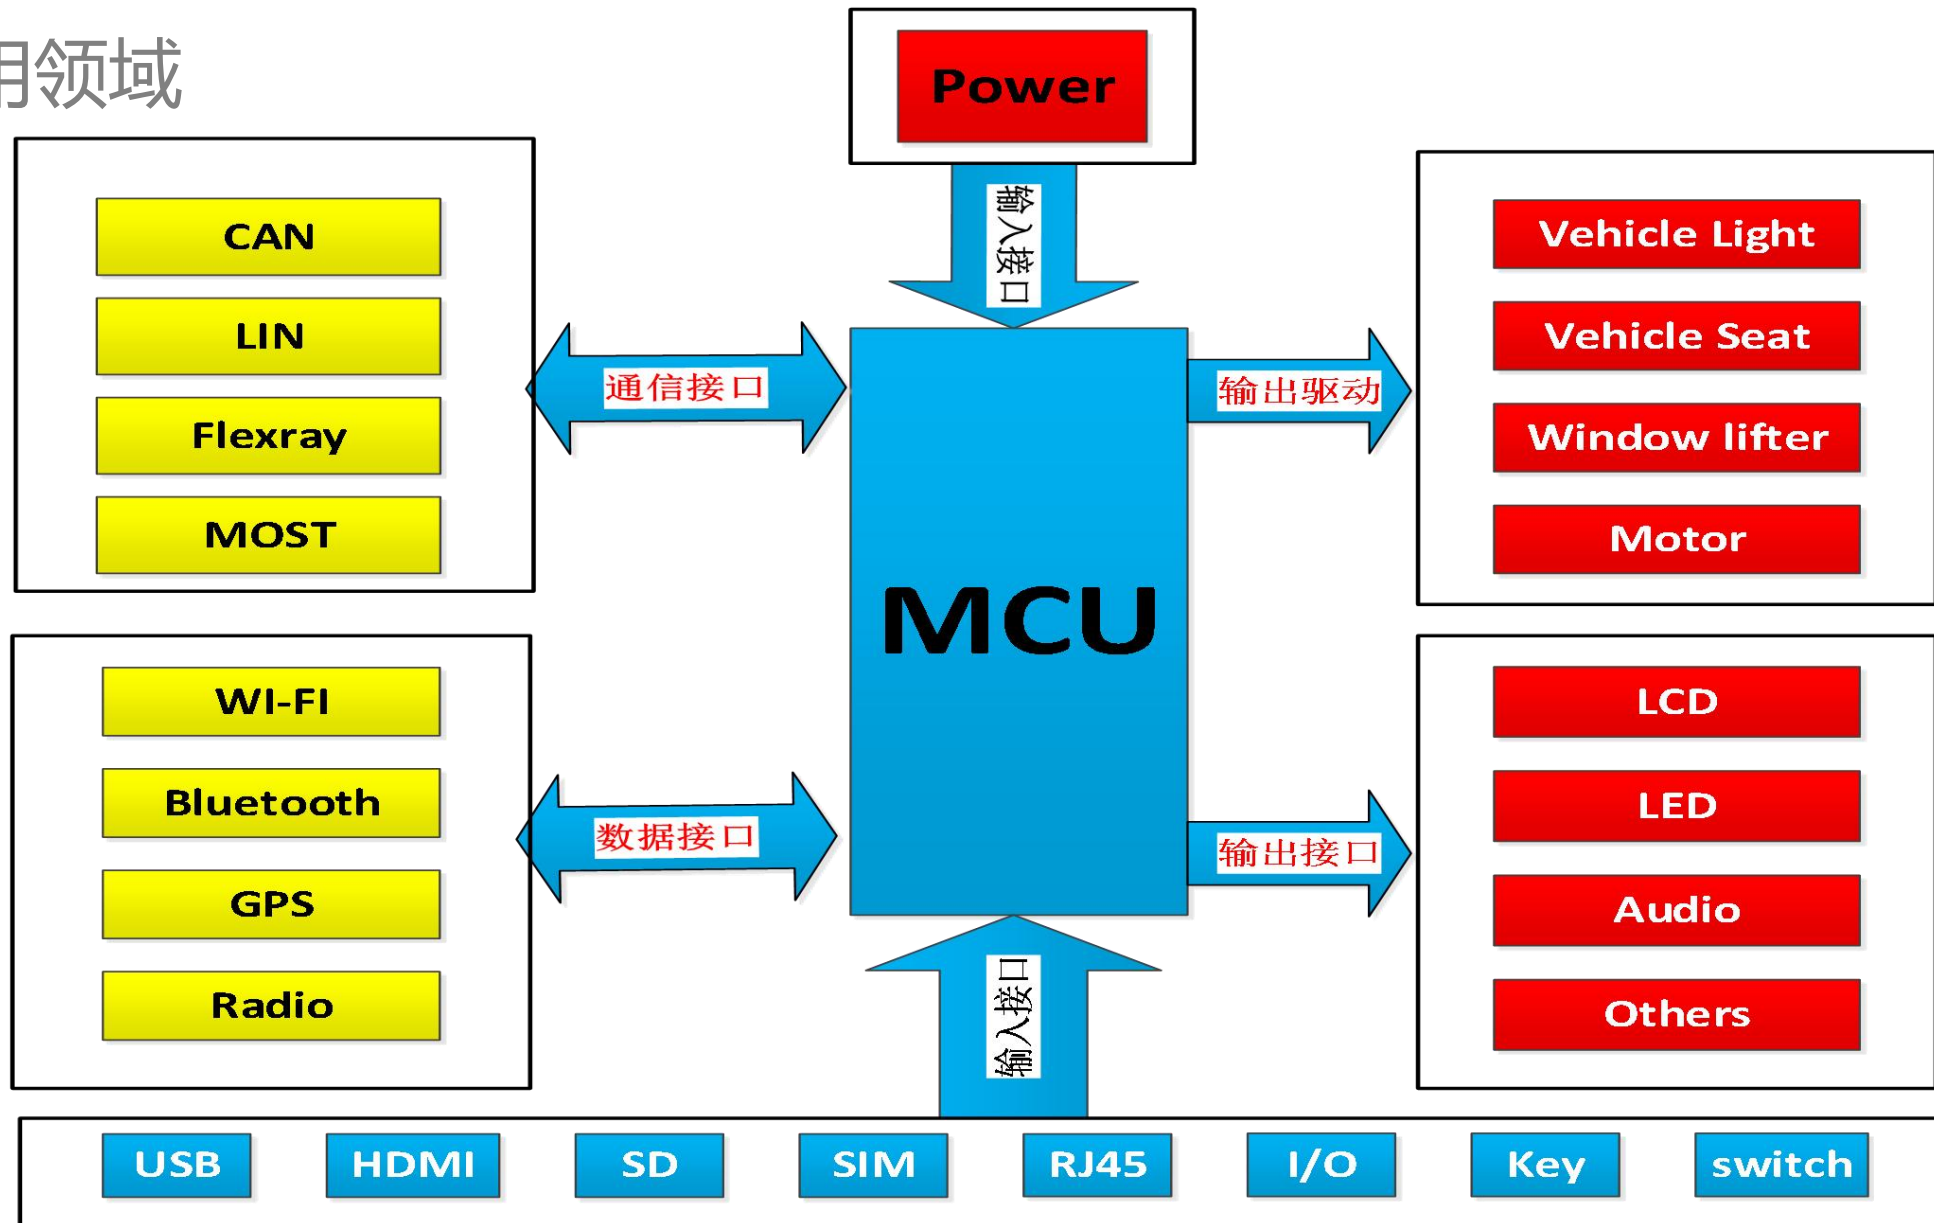 用领域
Power
输入接口
CAN
LIN
Flexray
MOST
通信接口
输出驱动
Vehicle Light
Vehicle Seat
Window lifter
Motor
MCU
WI-FI
Bluetooth
GPS
Radio
数据接口
输出接口
LCD
LED
Audio
Others
输入接口
USB
HDMI
SD
SIM
RJ45
I/O
Key
switch